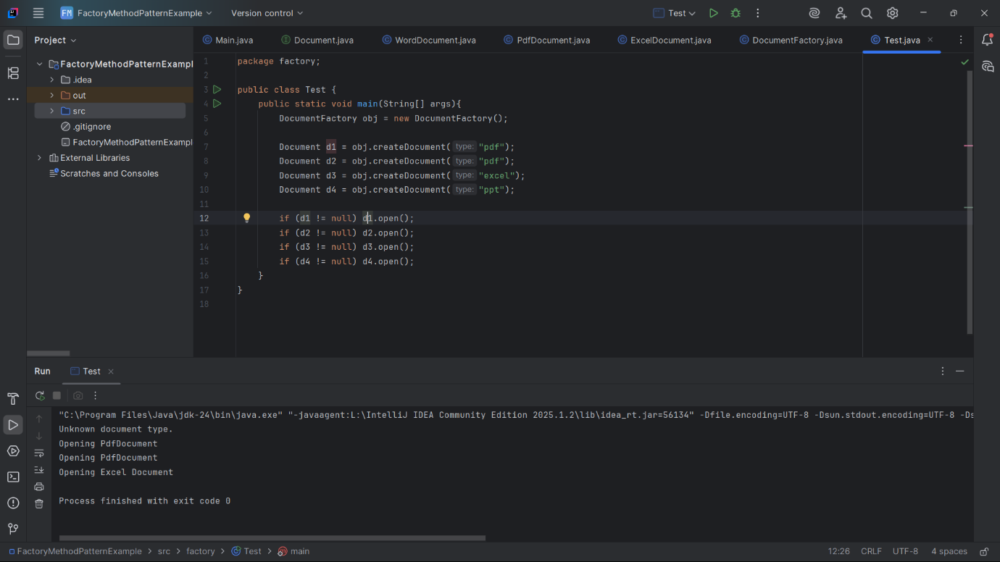 FM FactoryMethodPatternExample Version control Test
Project
Main.java Document.java WordDocument.java PdfDocument.java ExcelDocument.java DocumentFactory.java Test.java
FactoryMethodPatternExampl
.idea
out
src
.gitignore
FactoryMethodPatternExampl
External Libraries
Scratches and Consoles
1 package factory;
2
3 public class Test {
4 public static void main(String[] args){
5 DocumentFactory obj = new DocumentFactory();
6
7 Document d1 = obj.createDocument( type: "pdf");
8 Document d2 = obj.createDocument( type: "pdf");
9 Document d3 = obj.createDocument( type: "excel");
10 Document d4 = obj.createDocument( type: "ppt");
11
12 if (d1 != null) d1.open();
13 if (d2 != null) d2.open();
14 if (d3 != null) d3.open();
15 if (d4 != null) d4.open();
16 }
17 }
18
Run Test
"C:\Program Files\Java\jdk-24\bin\java.exe" "-javaagent:L:\IntelliJ IDEA Community Edition 2025.1.2\lib\idea_rt.jar=56134" -Dfile.encoding=UTF-8 -Dsun.stdout.encoding=UTF-8 -Ds
Unknown document type.
Opening PdfDocument
Opening PdfDocument
Opening Excel Document
Process finished with exit code 0
FactoryMethodPatternExample > src > factory > Test > main 12:26 CRLF UTF-8 4 spaces